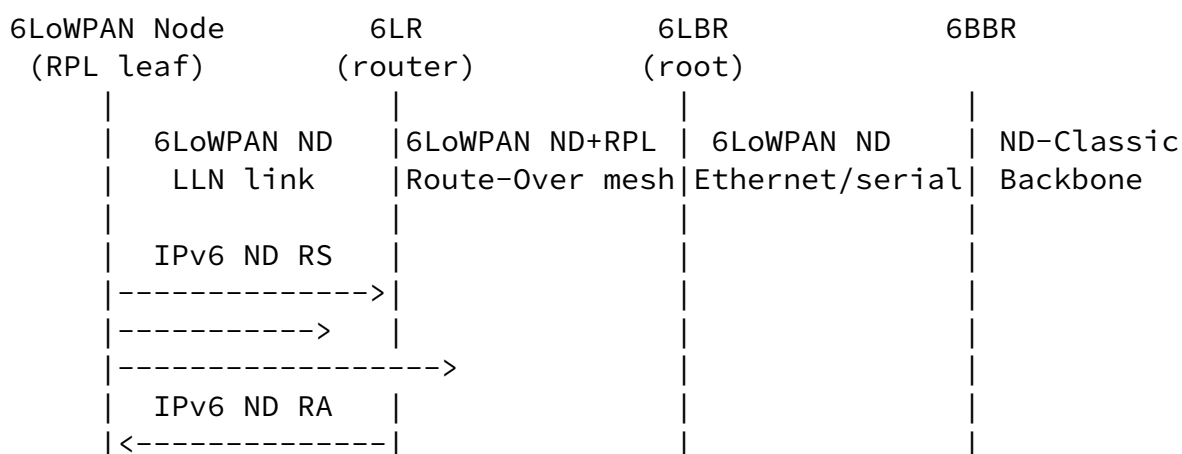 6LoWPAN Node        6LR             6LBR            6BBR
 (RPL leaf)       (router)         (root)
     |               |               |               |
     |  6LoWPAN ND   |6LoWPAN ND+RPL | 6LoWPAN ND    | ND-Classic
     |   LLN link    |Route-Over mesh|Ethernet/serial| Backbone
     |               |               |               |
     |  IPv6 ND RS   |               |               |
     |-------------->|               |               |
     |----------->   |               |               |
     |------------------>            |               |
     |  IPv6 ND RA   |               |               |
     |<--------------|               |               |